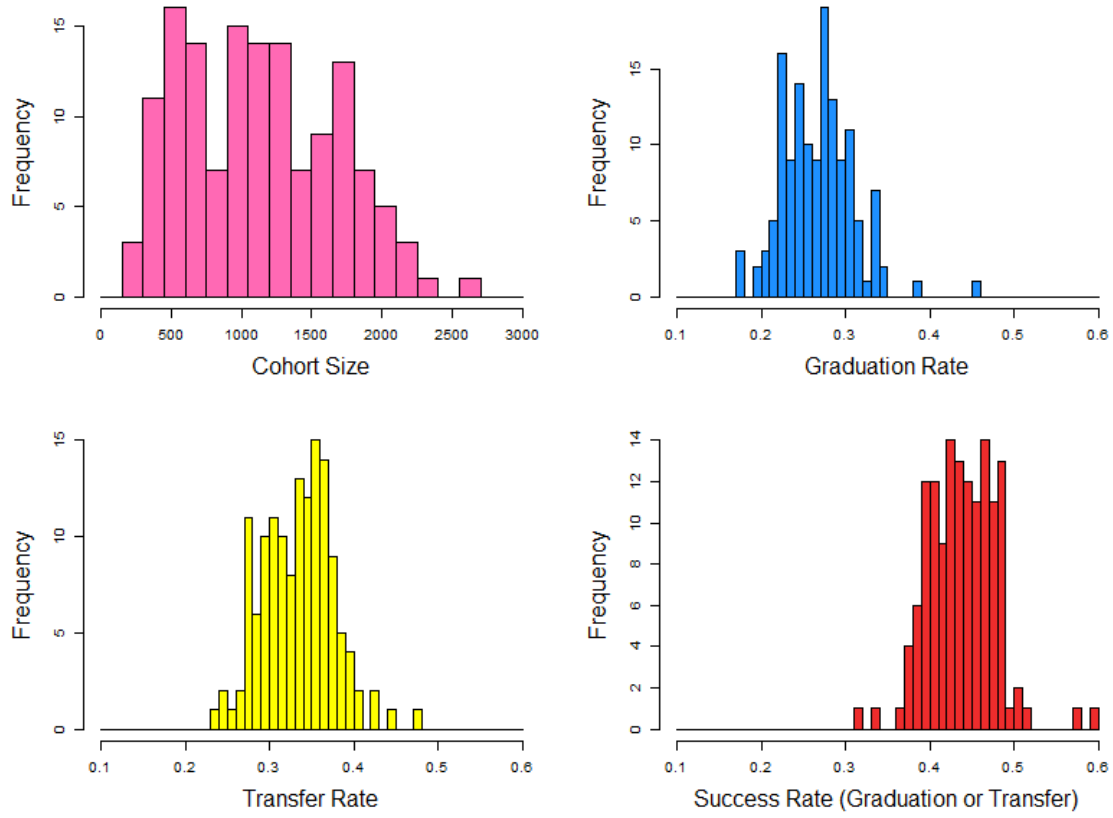 Frequency
15
10
5
0
0 500 1000 1500 2000 2500 3000
Cohort Size
Frequency
15
10
5
0
0.1 0.2 0.3 0.4 0.5 0.6
Graduation Rate
Frequency
15
10
5
0
0.1 0.2 0.3 0.4 0.5 0.6
Transfer Rate
Frequency
14
12
10
8
6
4
2
0
0.1 0.2 0.3 0.4 0.5 0.6
Success Rate (Graduation or Transfer)